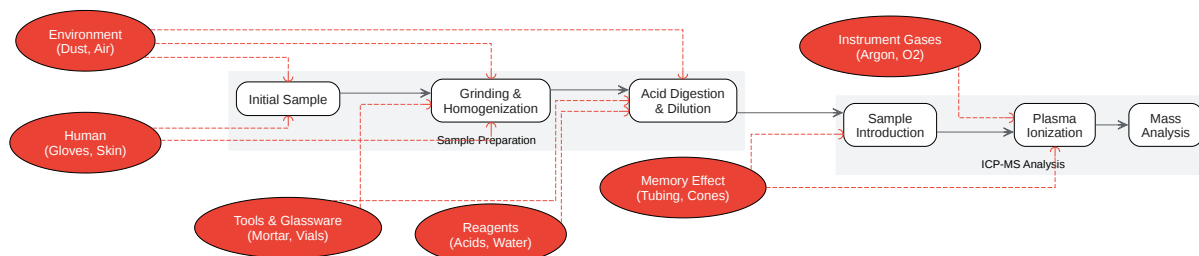 Environment
(Dust, Air)
Instrument Gases
(Argon, O2)
Initial Sample
Grinding &
Homogenization
Acid Digestion
& Dilution
Sample
Introduction
Plasma
Ionization
Mass
Analysis
Human
(Gloves, Skin)
Sample Preparation
ICP-MS Analysis
Memory Effect
(Tubing, Cones)
Tools & Glassware
(Mortar, Vials)
Reagents
(Acids, Water)